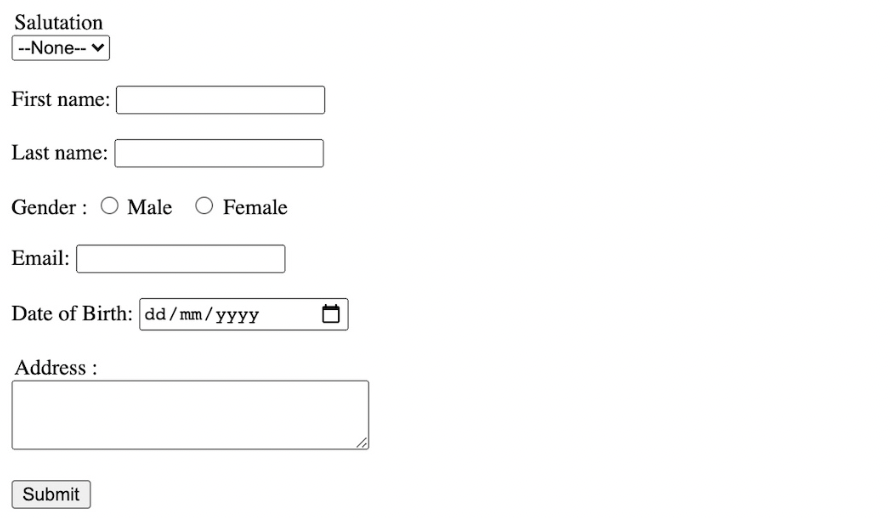 Salutation
--None--
First name:
Last name:
Gender : Male Female
Email:
Date of Birth: dd/mm/yyyy
Address :
Submit